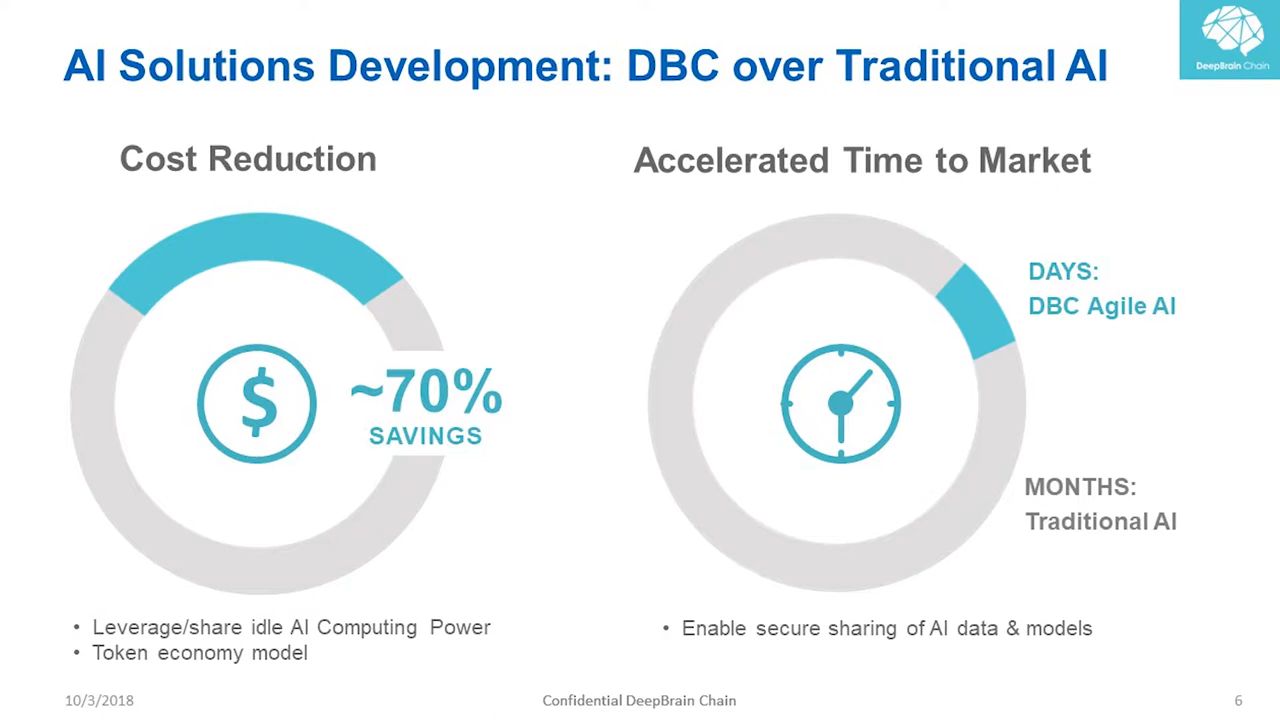 AI Solutions Development: DBC over Traditional AI
DeepBrain Chain
Cost Reduction
Accelerated Time to Market
$
~70%
SAVINGS
DAYS:
DBC Agile AI
MONTHS:
Traditional AI
• Leverage/share idle AI Computing Power
• Token economy model
• Enable secure sharing of AI data & models
10/3/2018
Confidential DeepBrain Chain
6